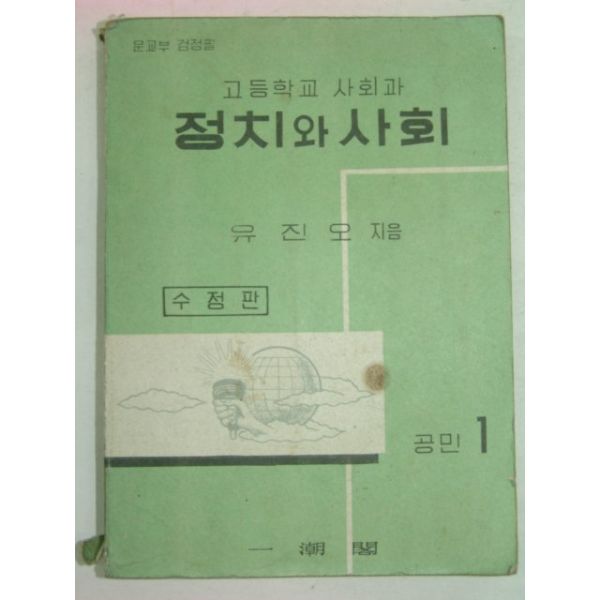 문교부 검정필
고등학교 사회과
정치와 사회
유진오 지음
수정판
공민 1
一潮閣